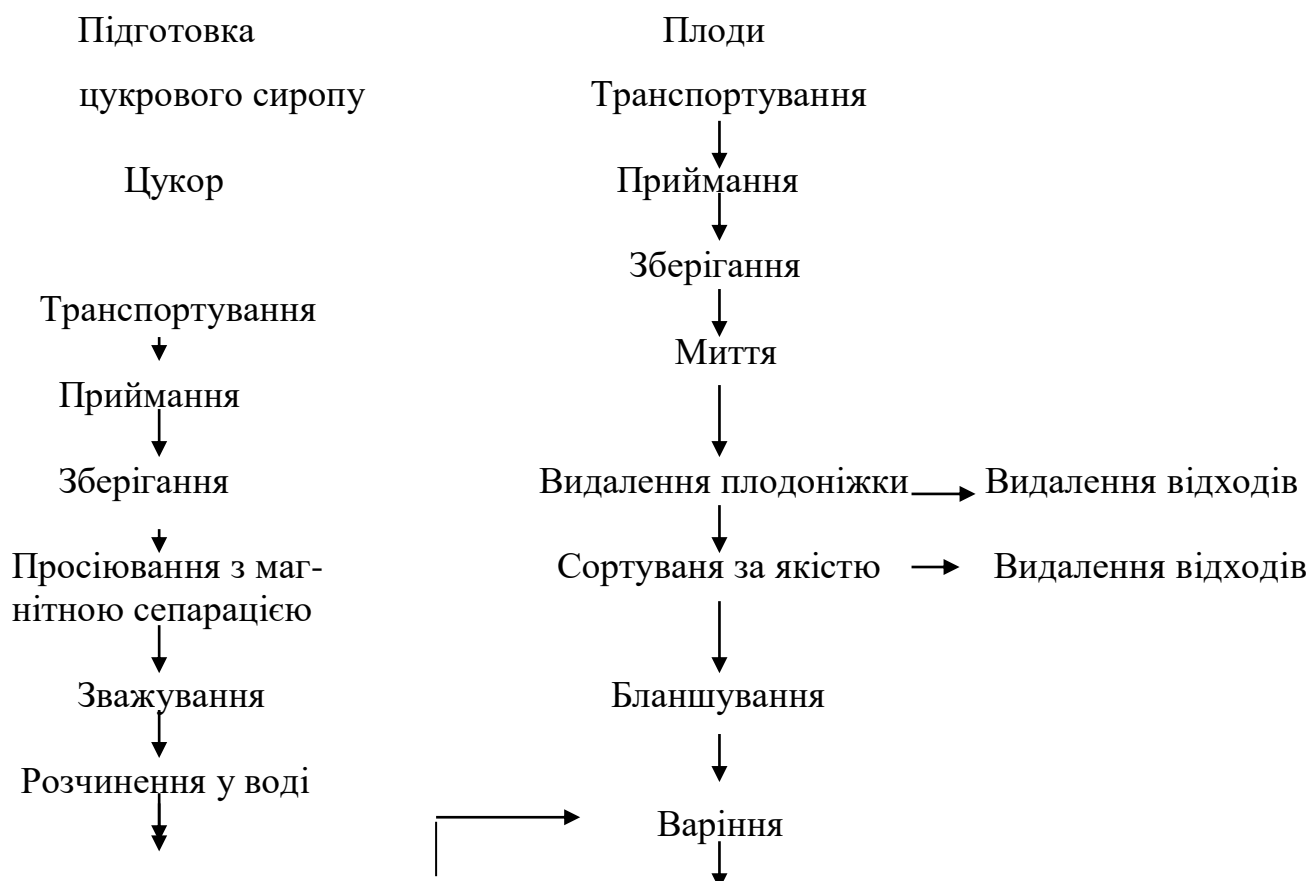 Підготовка
цукрового сиропу
Цукор
Транспортування
Приймання
Зберігання
Просіювання з маг-
нітною сепарацією
Зважування
Розчинення у воді
Плоди
Транспортування
Приймання
Зберігання
Миття
Видалення плодоніжки
Видалення відходів
Сортуваня за якістю
Видалення відходів
Бланшування
Варіння